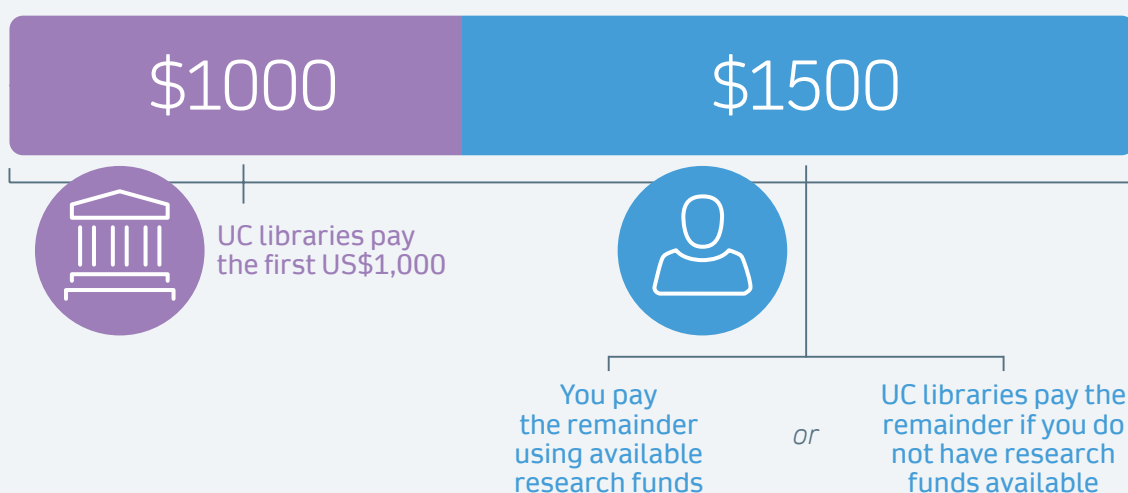 $1000
$1500
UC libraries pay
the first US$1,000
You pay
the remainder
using available
research funds
or
UC libraries pay the
remainder if you do
not have research
funds available